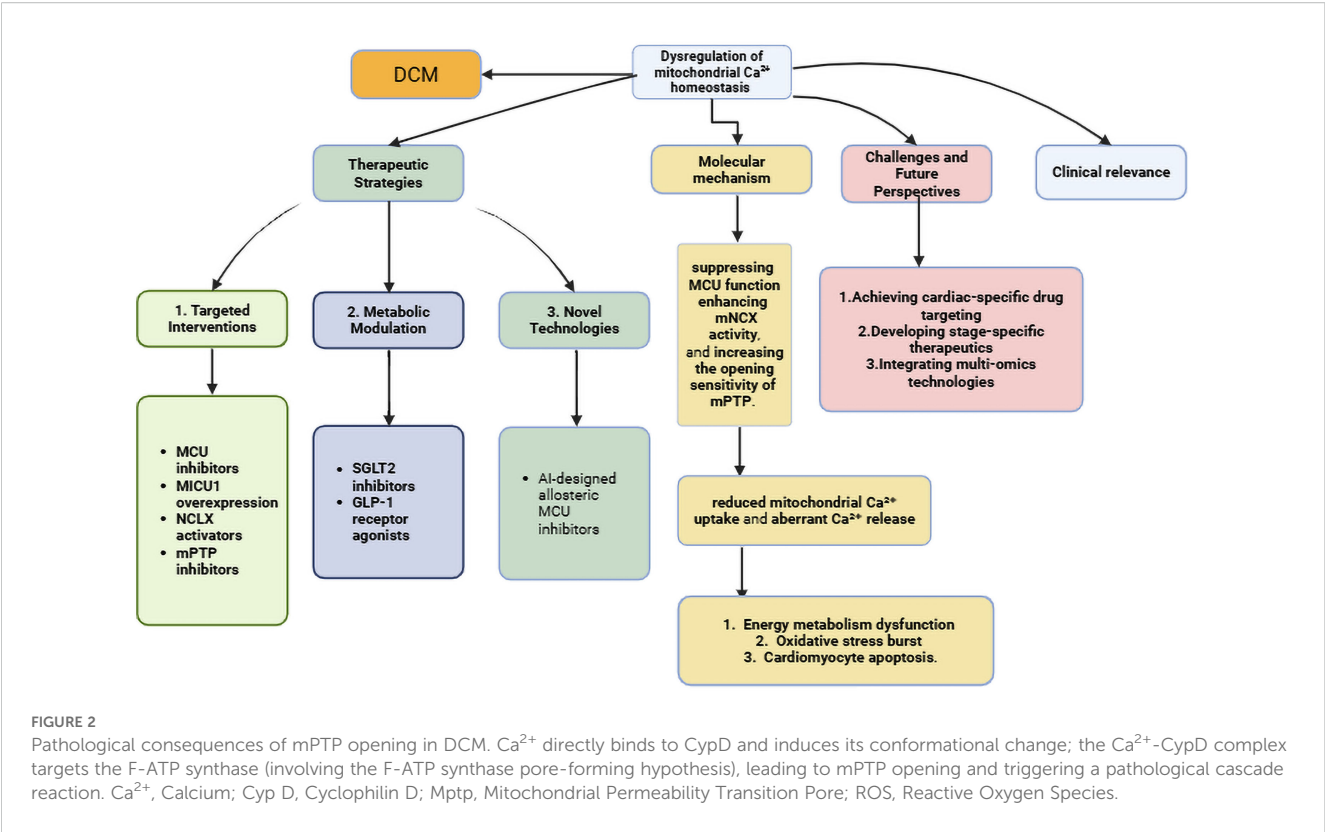 DCM
Dysregulation of
mitochondrial Ca²⁺
homeostasis
Therapeutic
Strategies
Molecular
mechanism
Challenges and
Future
Perspectives
Clinical relevance
1. Targeted
Interventions
2. Metabolic
Modulation
3. Novel
Technologies
• MCU
inhibitors
• MICU1
overexpression
• NCLX
activators
• mPTP
inhibitors
• SGLT2
inhibitors
• GLP-1
receptor
agonists
• AI-designed
allosteric
MCU
inhibitors
suppressing
MCU function
enhancing
mNCX
activity,
and increasing
the opening
sensitivity of
mPTP.
1.Achieving cardiac-specific drug
targeting
2.Developing stage-specific
therapeutics
3.Integrating multi-omics
technologies
reduced mitochondrial Ca²⁺
uptake and aberrant Ca²⁺ release
1. Energy metabolism dysfunction
2. Oxidative stress burst
3. Cardiomyocyte apoptosis.
FIGURE 2
Pathological consequences of mPTP opening in DCM. Ca²⁺ directly binds to CypD and induces its conformational change; the Ca²⁺-CypD complex
targets the F-ATP synthase (involving the F-ATP synthase pore-forming hypothesis), leading to mPTP opening and triggering a pathological cascade
reaction. Ca²⁺, Calcium; Cyp D, Cyclophilin D; Mptp, Mitochondrial Permeability Transition Pore; ROS, Reactive Oxygen Species.